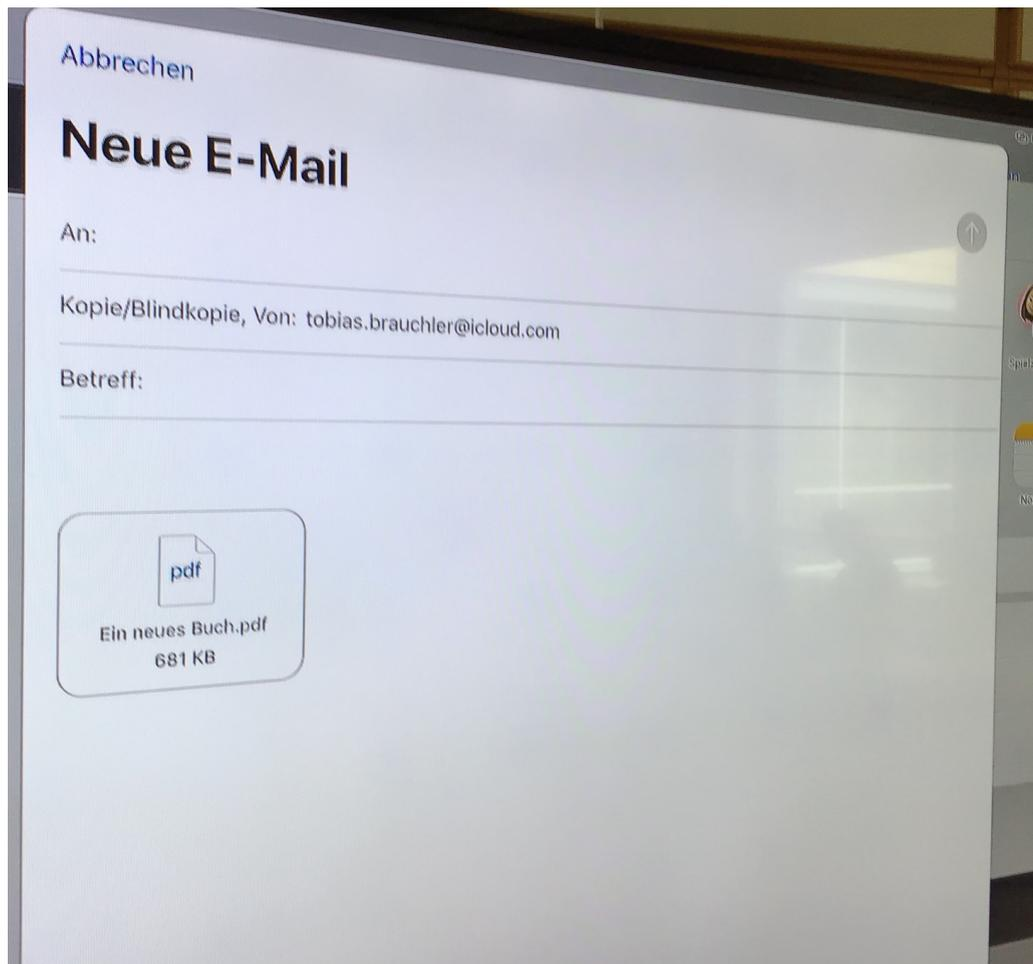 Abbrechen
Neue E-Mail
An:
Kopie/Blindkopie, Von: tobias.brauchler@icloud.com
Betreff:
pdf
Ein neues Buch.pdf
681 KB